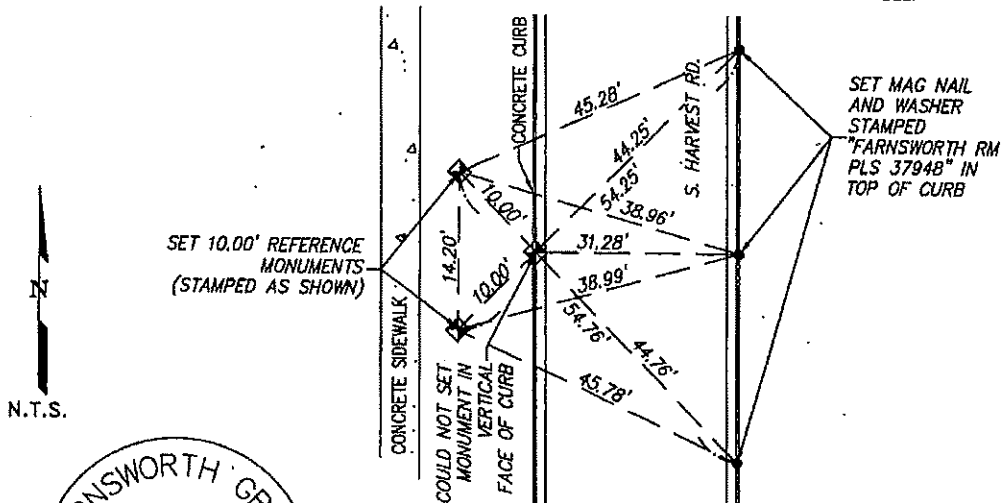 CONCRETE CURB
S. HARVEST RD.
45.28'
44.25'
54.25'
SET MAG NAIL
AND WASHER
STAMPED
"FARNSWORTH RM
PLS 37948" IN
TOP OF CURB
10.00'
38.96'
SET 10.00' REFERENCE
MONUMENTS
(STAMPED AS SHOWN)
14.20'
31.28'
10.00'
38.99'
N
54.76'
44.76'
45.78'
CONCRETE SIDEWALK
COULD NOT SET
MONUMENT IN
VERTICAL
FACE OF CURB
N.T.S.